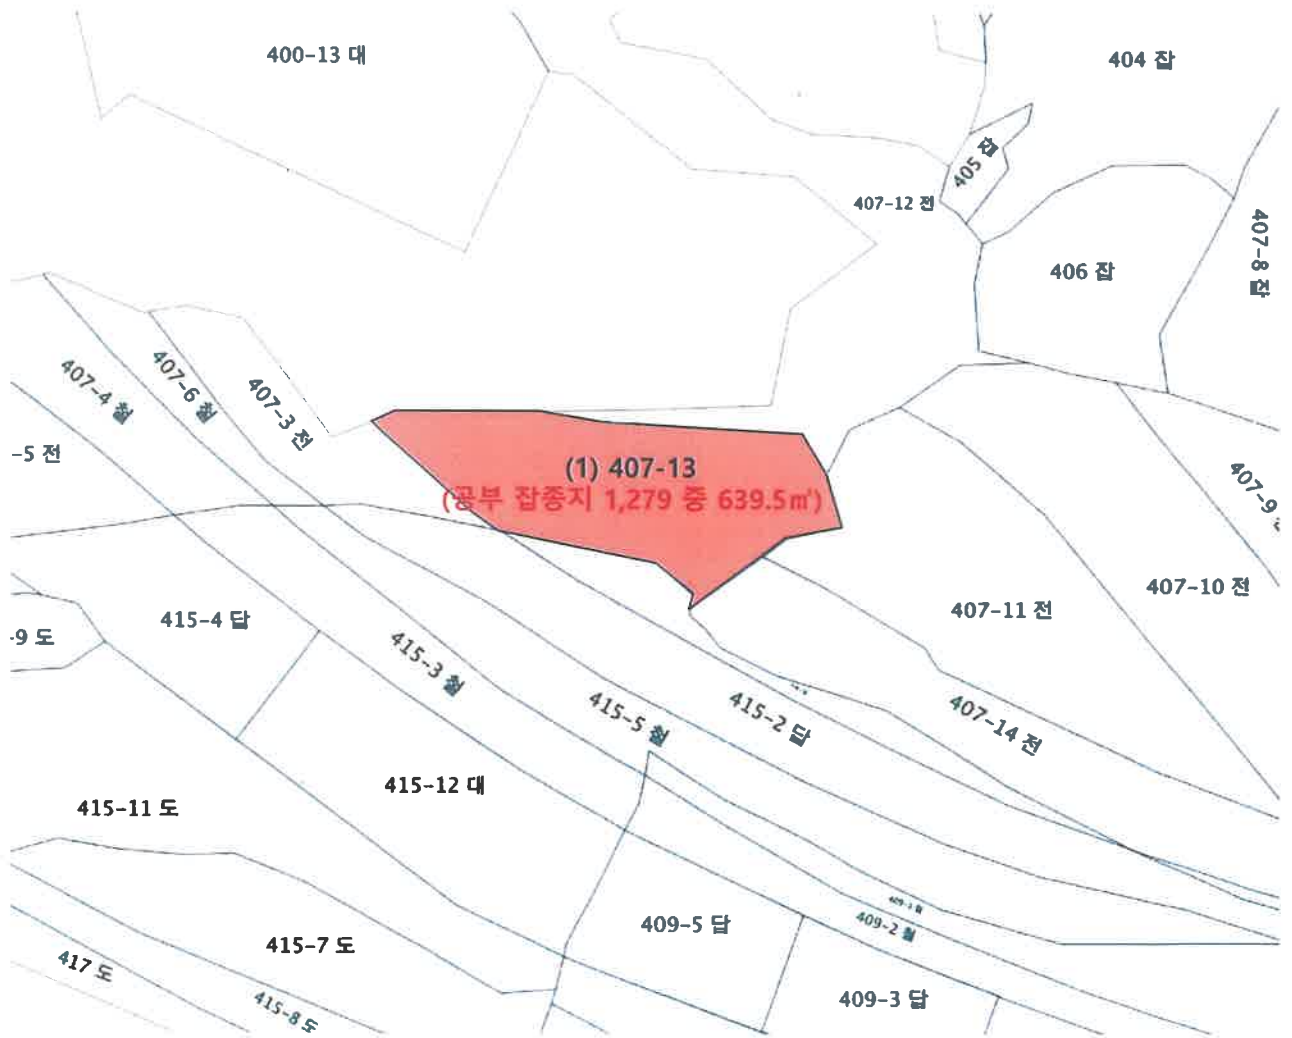 400-13 대
404 잡
405 잡
407-12 전
407-8 잡
406 잡
407-4 철
407-6 철
407-3 전
-5 전
(1) 407-13
(공부 잡종지 1,279 중 639.5㎡)
407-9
407-10 전
407-11 전
415-4 답
-9 도
415-3 철
415-5 철
415-2 답
407-14 전
415-12 대
415-11 도
409-5 답
409-2 철
415-7 도
417 도
415-8 도
409-3 답